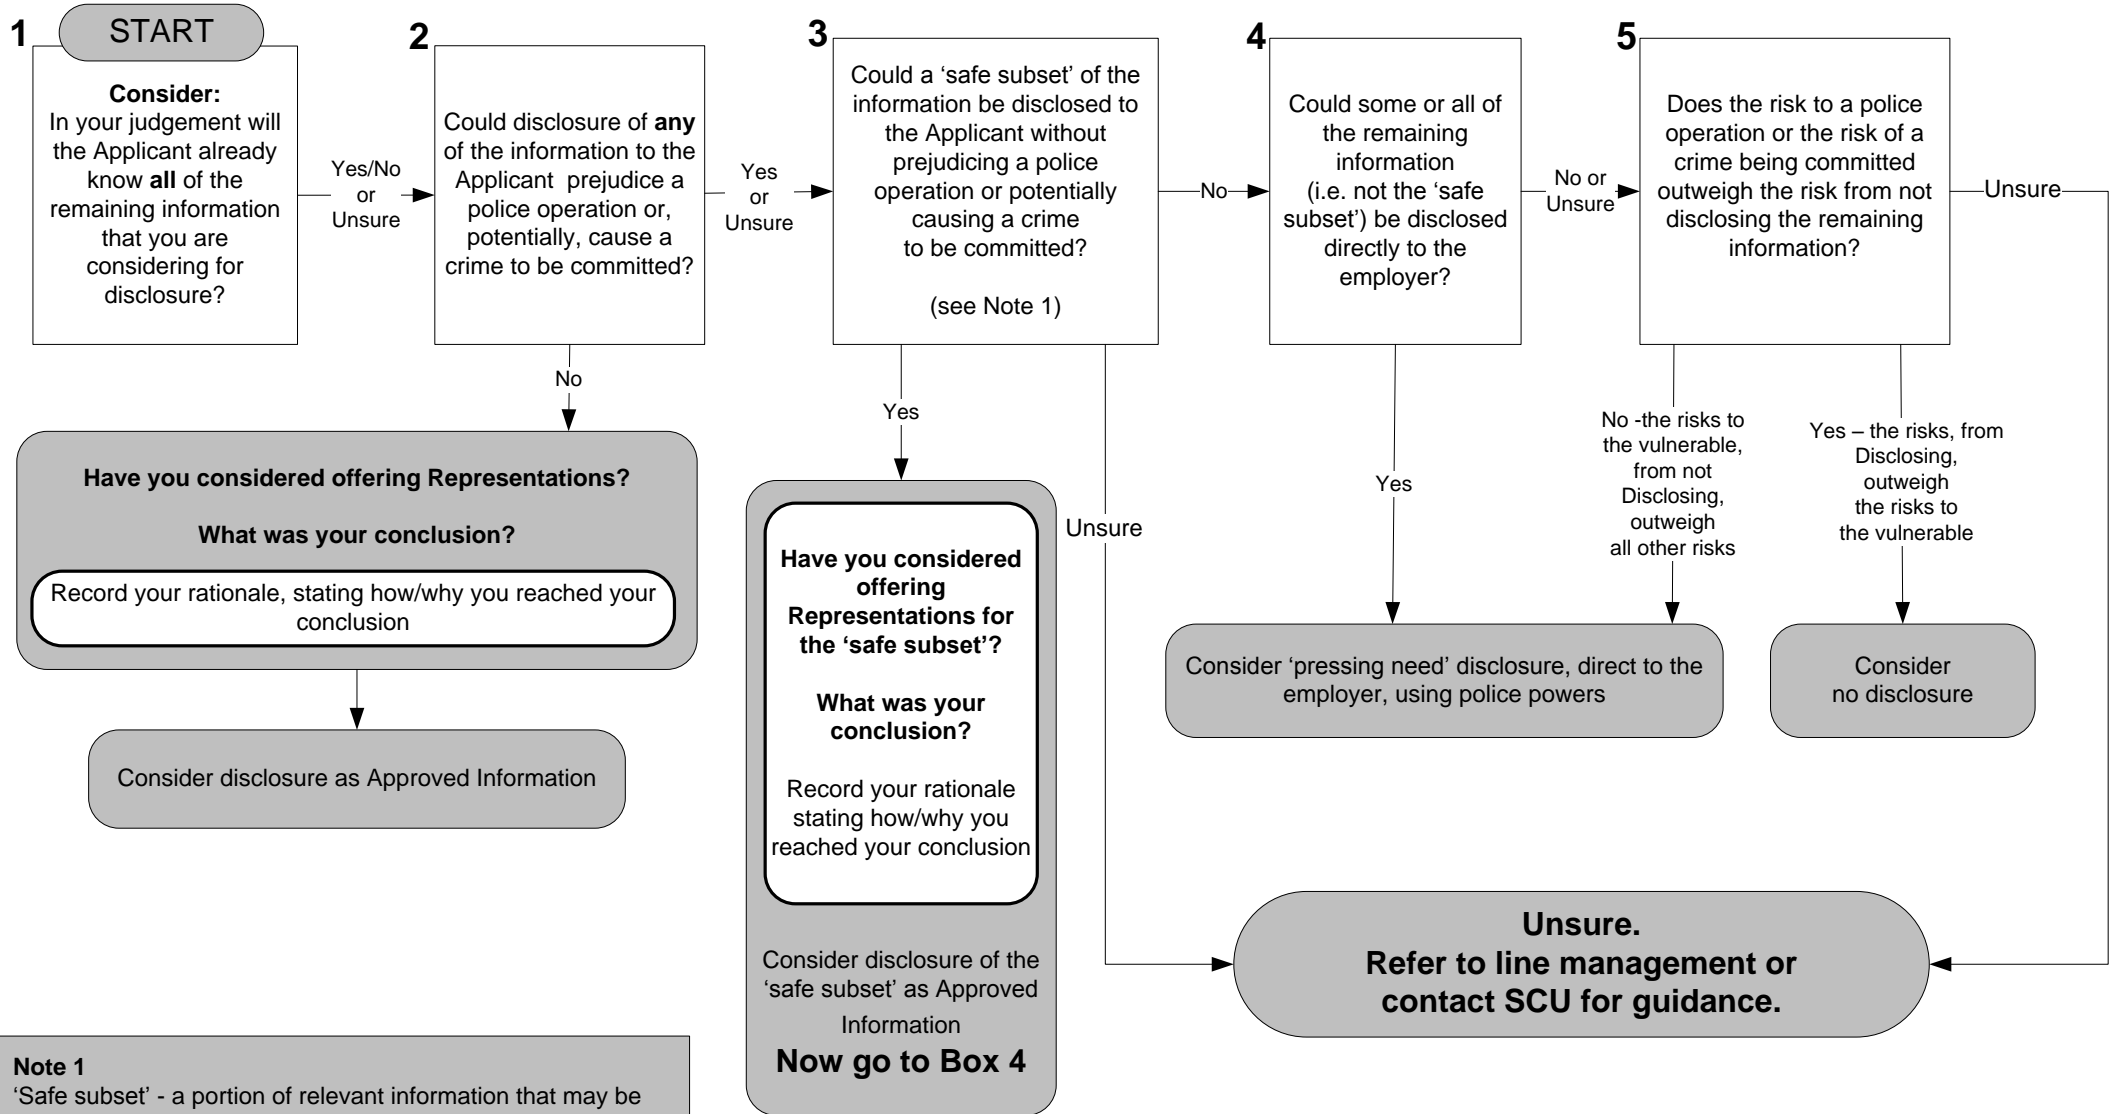 1
START
Consider:
In your judgement will
the Applicant already
know all of the
remaining information
that you are
considering for
disclosure?
Yes/No
or
Unsure
2
Could disclosure of any
of the information to the
Applicant prejudice a
police operation or,
potentially, cause a
crime to be committed?
Yes
or
Unsure
3
Could a ‘safe subset’ of the
information be disclosed to
the Applicant without
prejudicing a police
operation or potentially
causing a crime
to be committed?
(see Note 1)
No
4
Could some or all of
the remaining
information
(i.e. not the ‘safe
subset’) be disclosed
directly to the
employer?
No or
Unsure
5
Does the risk to a police
operation or the risk of a
crime being committed
outweigh the risk from not
disclosing the remaining
information?
Unsure
No
Have you considered offering Representations?
What was your conclusion?
Record your rationale, stating how/why you reached your
conclusion
Consider disclosure as Approved Information
Yes
Have you considered
offering
Representations for
the ‘safe subset’?
What was your
conclusion?
Record your rationale
stating how/why you
reached your conclusion
Consider disclosure of the
‘safe subset’ as Approved
Information
Now go to Box 4
Unsure
Yes
No -the risks to
the vulnerable,
from not
Disclosing,
outweigh
all other risks
Yes – the risks, from
Disclosing,
outweigh
the risks to
the vulnerable
Consider ‘pressing need’ disclosure, direct to the
employer, using police powers
Consider
no disclosure
Unsure.
Refer to line management or
contact SCU for guidance.
Note 1
‘Safe subset’ - a portion of relevant information that may be